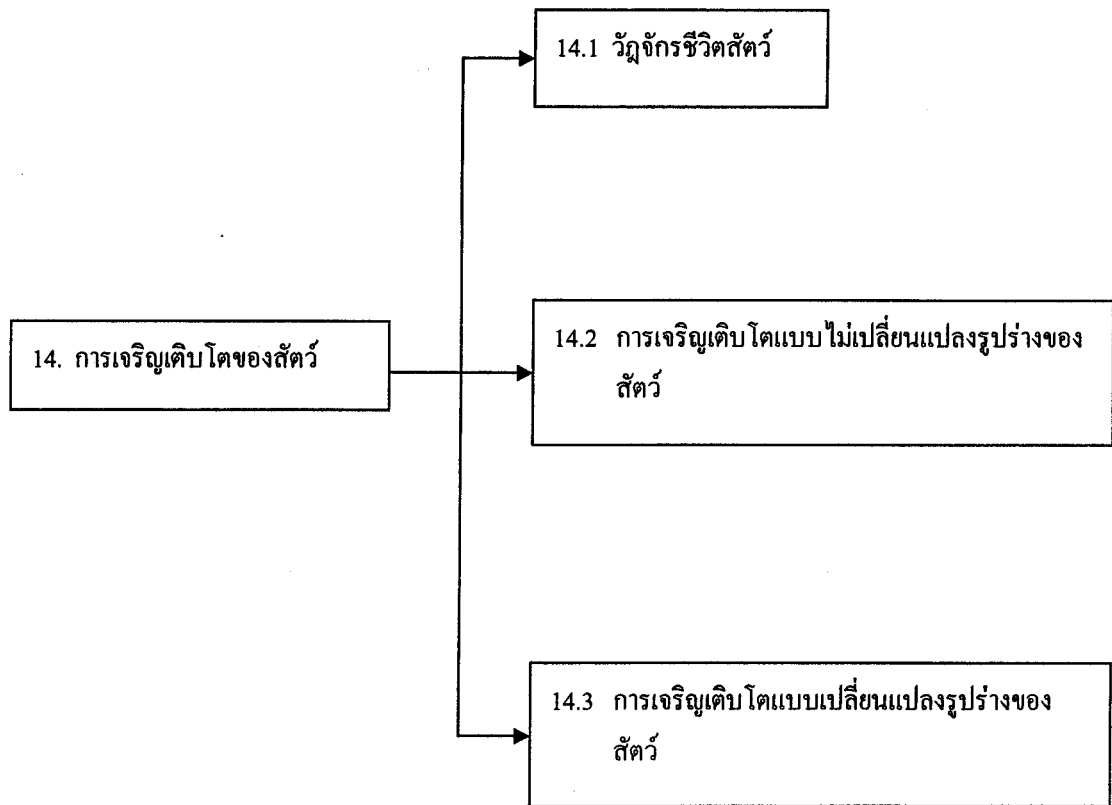 14.1 วัฎจักรชีวิตสัตว์
14. การเจริญเติบโตของสัตว์
14.2 การเจริญเติบโตแบบไม่เปลี่ยนแปลงรูปร่างของ
สัตว์
14.3 การเจริญเติบโตแบบเปลี่ยนแปลงรูปร่างของ
สัตว์